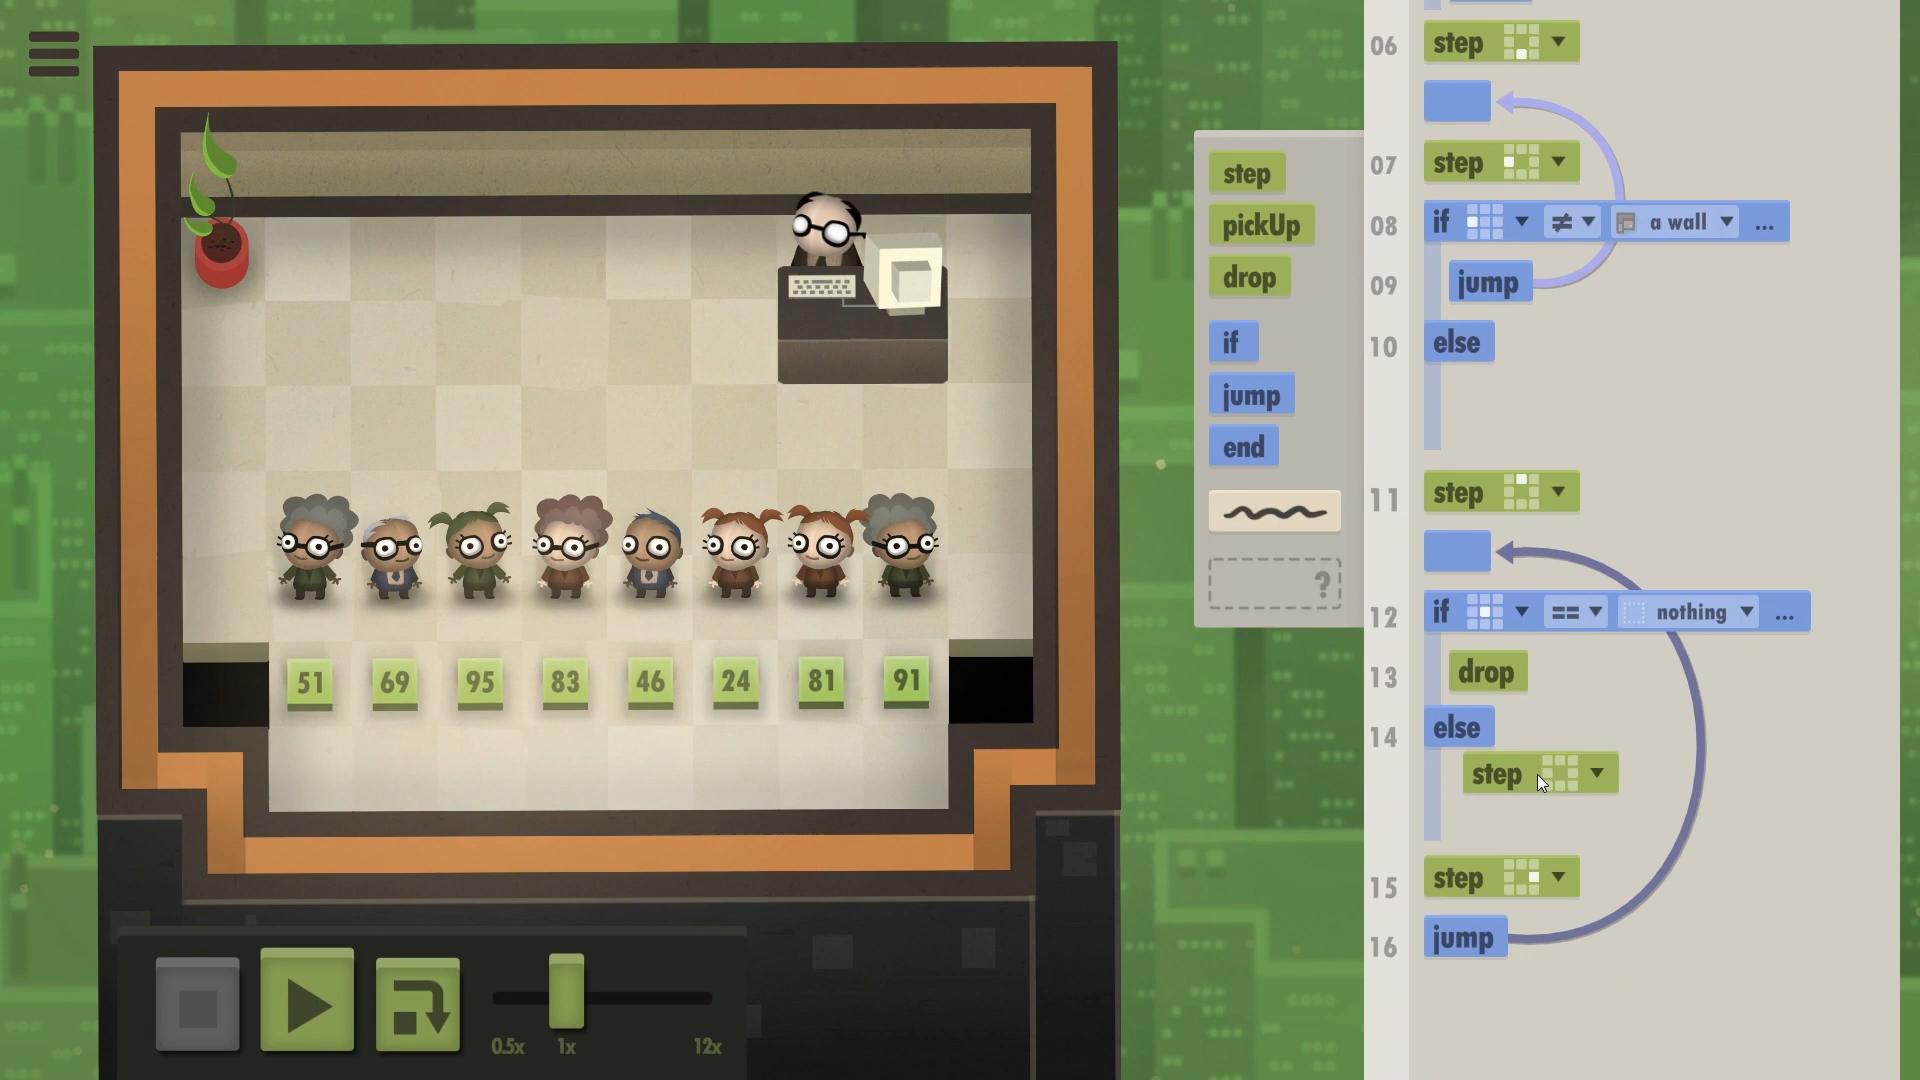 06 step
07 step
08 if ≠ a wall ...
09 jump
10 else
11 step
12 if == nothing ...
13 drop
14 else
step
15 step
16 jump
step
pickUp
drop
if
jump
end
?
51 69 95 83 46 24 81 91
0.5x 1x 12x